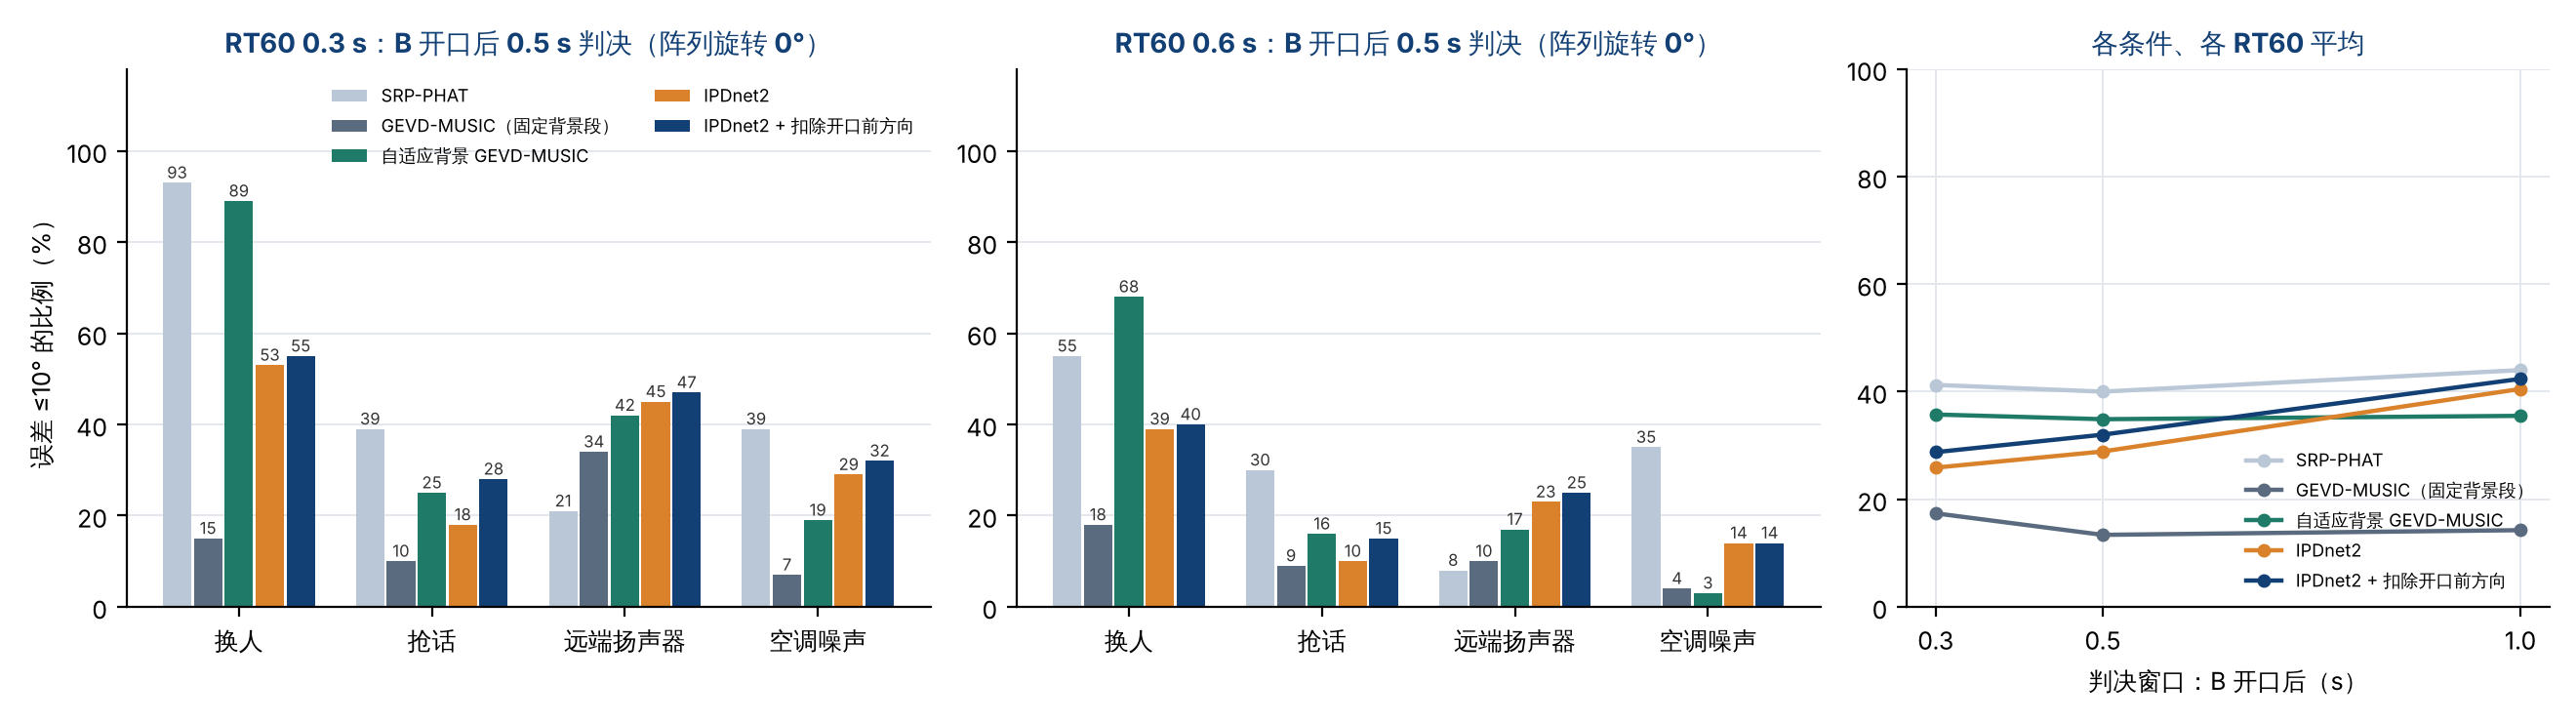 RT60 0.3 s：B 开口后 0.5 s 判决（阵列旋转 0°）
SRP-PHAT
GEVD-MUSIC（固定背景段）
自适应背景 GEVD-MUSIC
IPDnet2
IPDnet2 + 扣除开口前方向
误差 ≤10° 的比例（%）
100
80
60
40
20
0
93
15
89
53
55
39
10
25
18
28
21
34
42
45
47
39
7
19
29
32
换人
抢话
远端扬声器
空调噪声
RT60 0.6 s：B 开口后 0.5 s 判决（阵列旋转 0°）
100
80
60
40
20
0
55
18
68
39
40
30
9
16
10
15
8
10
17
23
25
35
4
3
14
14
换人
抢话
远端扬声器
空调噪声
各条件、各 RT60 平均
100
80
60
40
20
0
SRP-PHAT
GEVD-MUSIC（固定背景段）
自适应背景 GEVD-MUSIC
IPDnet2
IPDnet2 + 扣除开口前方向
0.3
0.5
1.0
判决窗口：B 开口后（s）